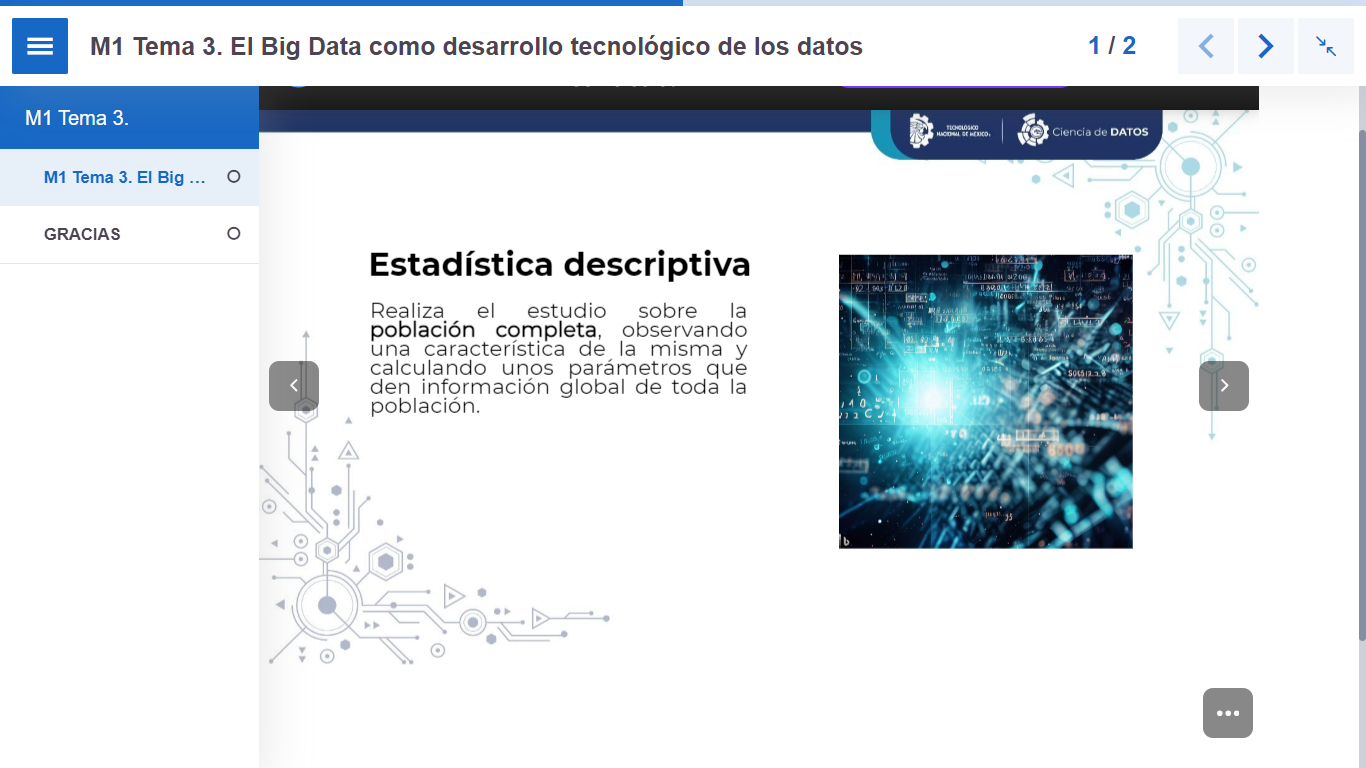 M1 Tema 3. El Big Data como desarrollo tecnológico de los datos
1 / 2
M1 Tema 3.
M1 Tema 3. El Big ...
GRACIAS
TECNOLÓGICO
NACIONAL DE MÉXICO
Ciencia de DATOS
Estadística descriptiva
Realiza el estudio sobre la
población completa, observando
una característica de la misma y
calculando unos parámetros que
den información global de toda la
población.